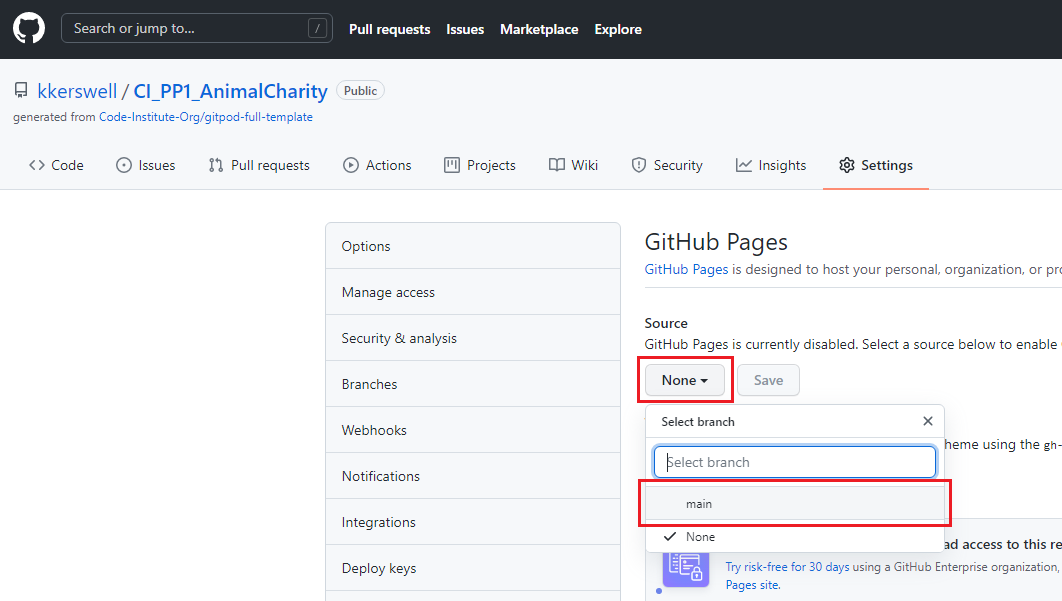 Search or jump to... /
Pull requests Issues Marketplace Explore
kkerswell / CI_PP1_AnimalCharity Public
generated from Code-Institute-Org/gitpod-full-template
Code Issues Pull requests Actions Projects Wiki Security Insights Settings
Options
Manage access
Security & analysis
Branches
Webhooks
Notifications
Integrations
Deploy keys
GitHub Pages
GitHub Pages is designed to host your personal, organization, or
Source
GitHub Pages is currently disabled. Select a source below to enable
None Save
Select branch
Select branch
main
None
heme using the gh-
ad access to this re
Try risk-free for 30 days using a GitHub Enterprise organization,
Pages site.